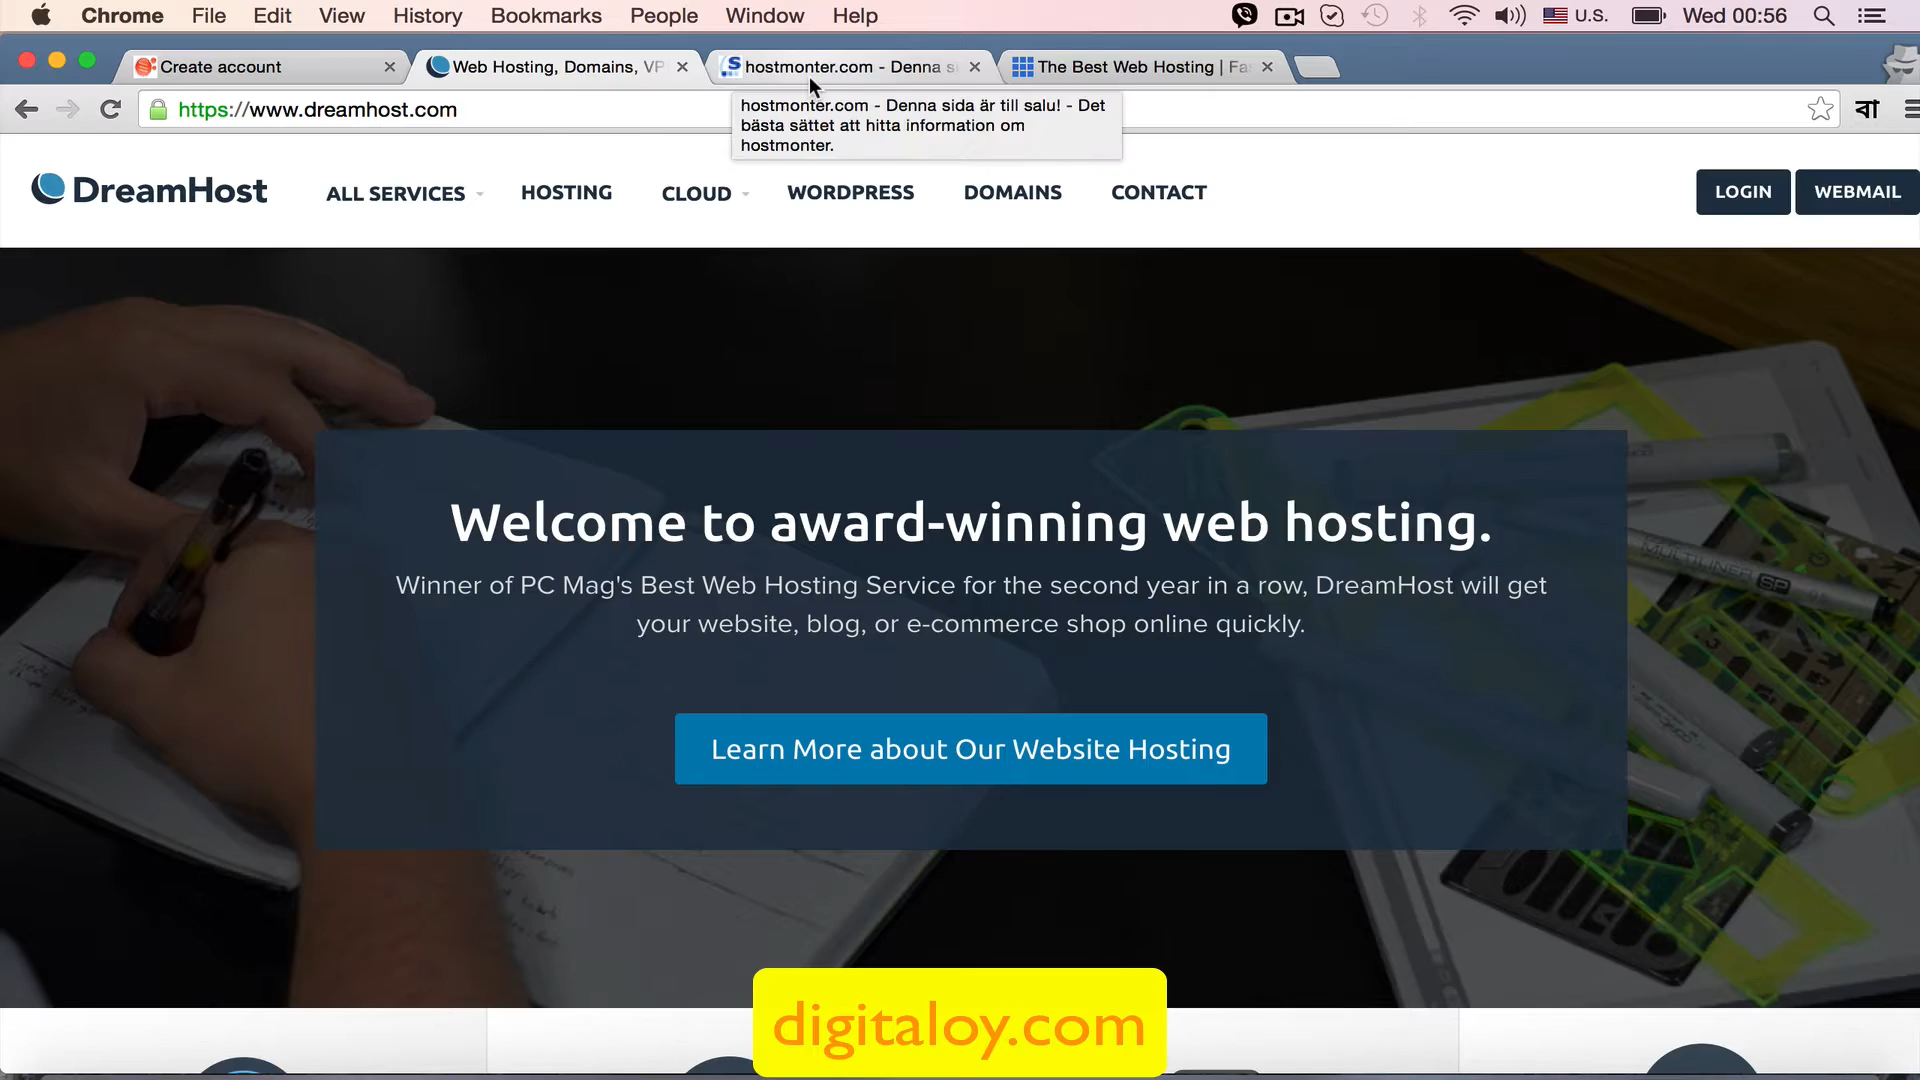 Chrome File Edit View History Bookmarks People Window Help U.S. Wed 00:56
Create account
Web Hosting, Domains, VP
hostmonter.com - Denna s
The Best Web Hosting | Fas
https://www.dreamhost.com
বা
hostmonter.com - Denna sida är till salu! - Det
bästa sättet att hitta information om
hostmonter.
DreamHost
ALL SERVICES HOSTING CLOUD WORDPRESS DOMAINS CONTACT
LOGIN WEBMAIL
Welcome to award-winning web hosting.
Winner of PC Mag's Best Web Hosting Service for the second year in a row, DreamHost will get
your website, blog, or e-commerce shop online quickly.
Learn More about Our Website Hosting
MULTILINER SP
digitaloy.com